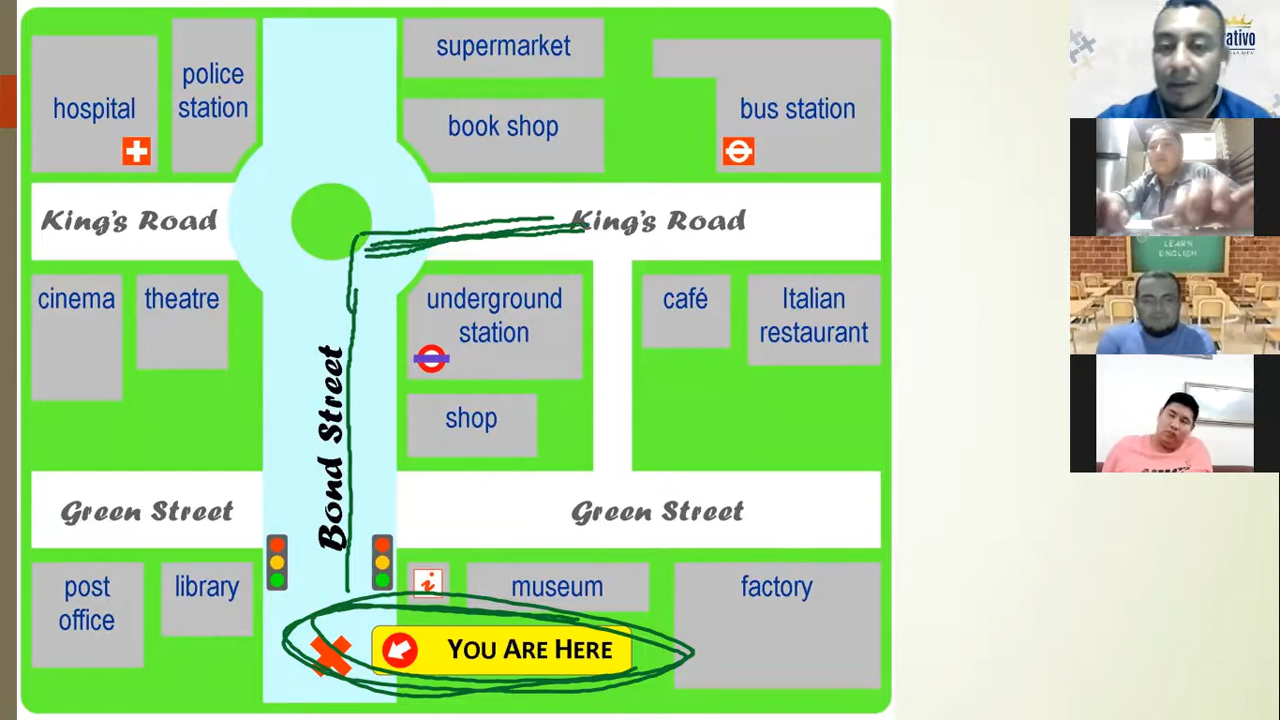 hospital
police
station
supermarket
book shop
bus station
King's Road
King's Road
cinema
theatre
underground
station
café
Italian
restaurant
shop
Bond Street
Green Street
Green Street
post
office
library
i
museum
factory
YOU ARE HERE
LEARN
ENGLISH